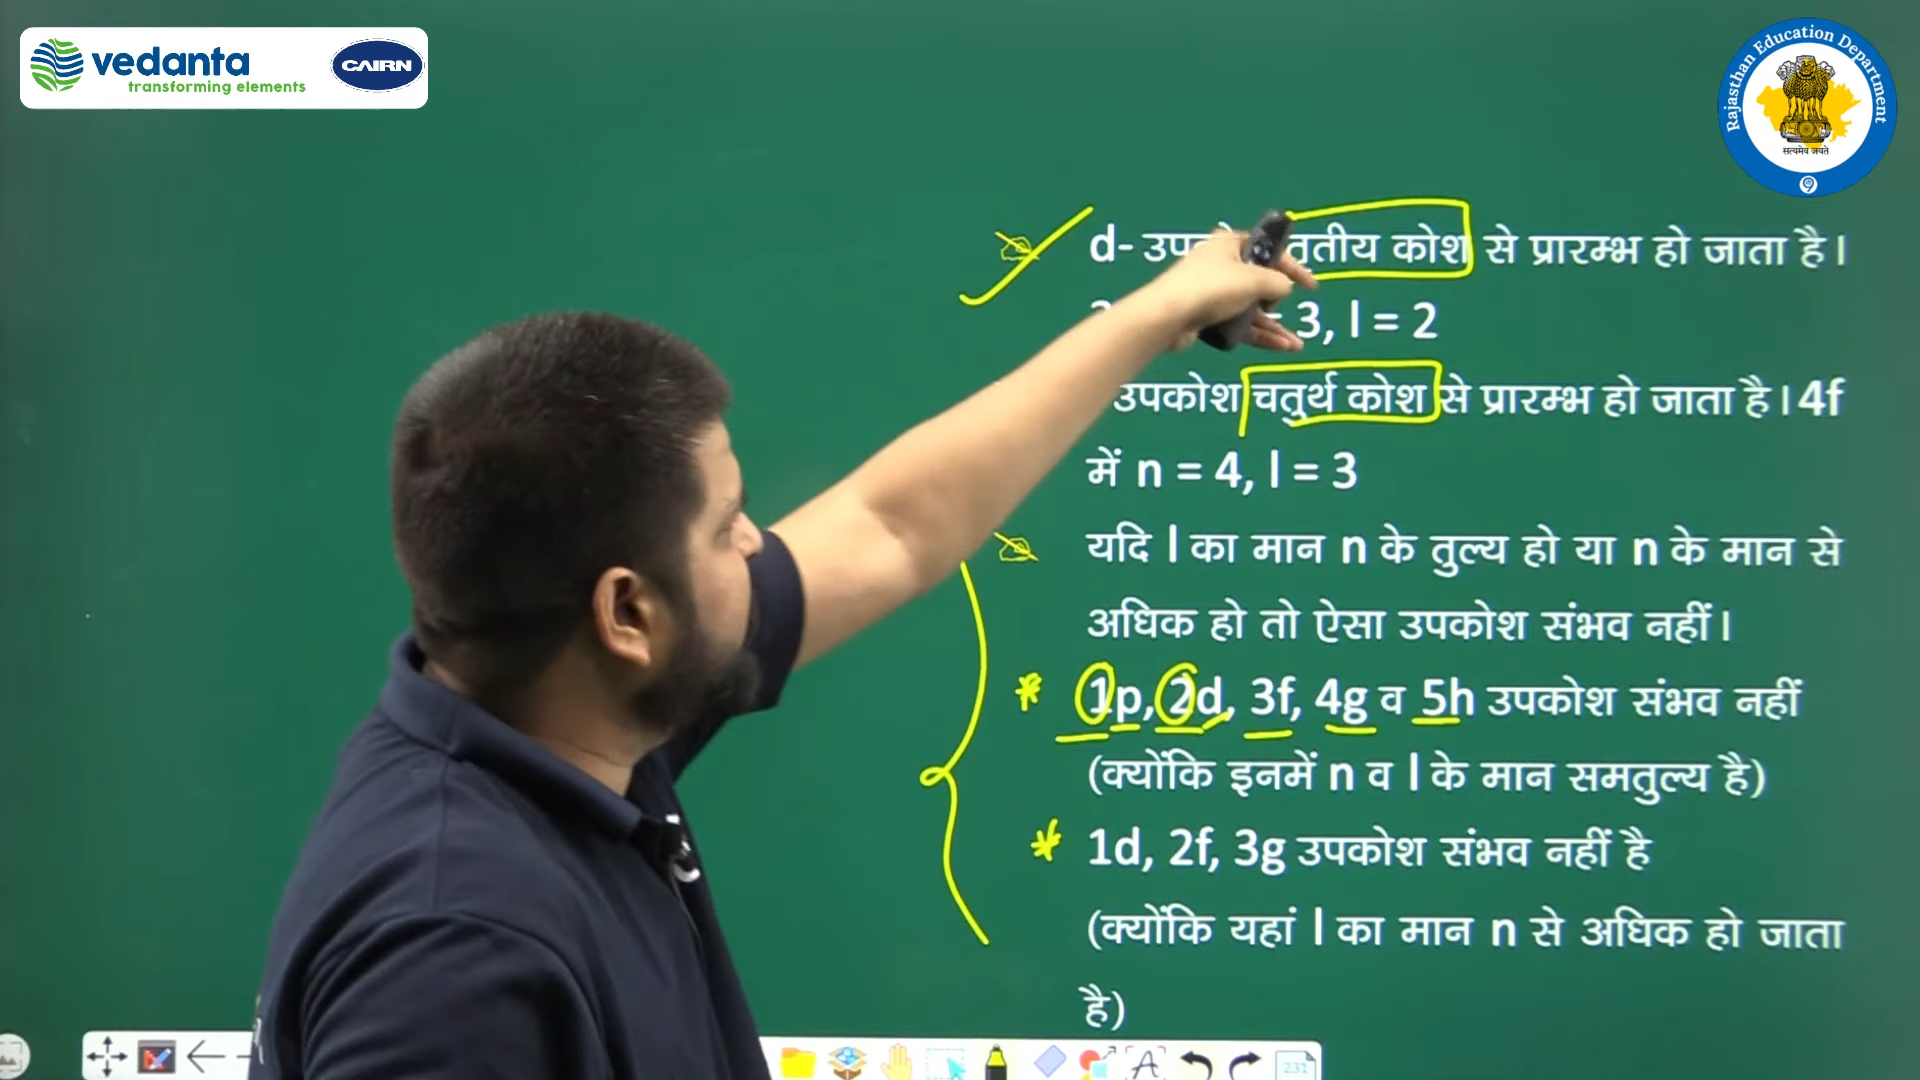 vedanta
transforming elements
CAIRN
Rajasthan Education Department
सत्यमेव जयते
d- तृतीय कोश से प्रारम्भ हो जाता है।
3, l = 2
उपकोश चतुर्थ कोश से प्रारम्भ हो जाता है। 4f
में n = 4, l = 3
यदि l का मान n के तुल्य हो या n के मान से
अधिक हो तो ऐसा उपकोश संभव नहीं।
* 1p, 2d, 3f, 4g व 5h उपकोश संभव नहीं
(क्योंकि इनमें n व l के मान समतुल्य है)
* 1d, 2f, 3g उपकोश संभव नहीं है
(क्योंकि यहां l का मान n से अधिक हो जाता
है)
A
231